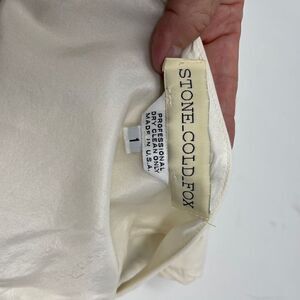 STONE_COLD_FOX
1
PROFESSIONAL
DRY CLEAN ONLY
MADE IN U.S.A.